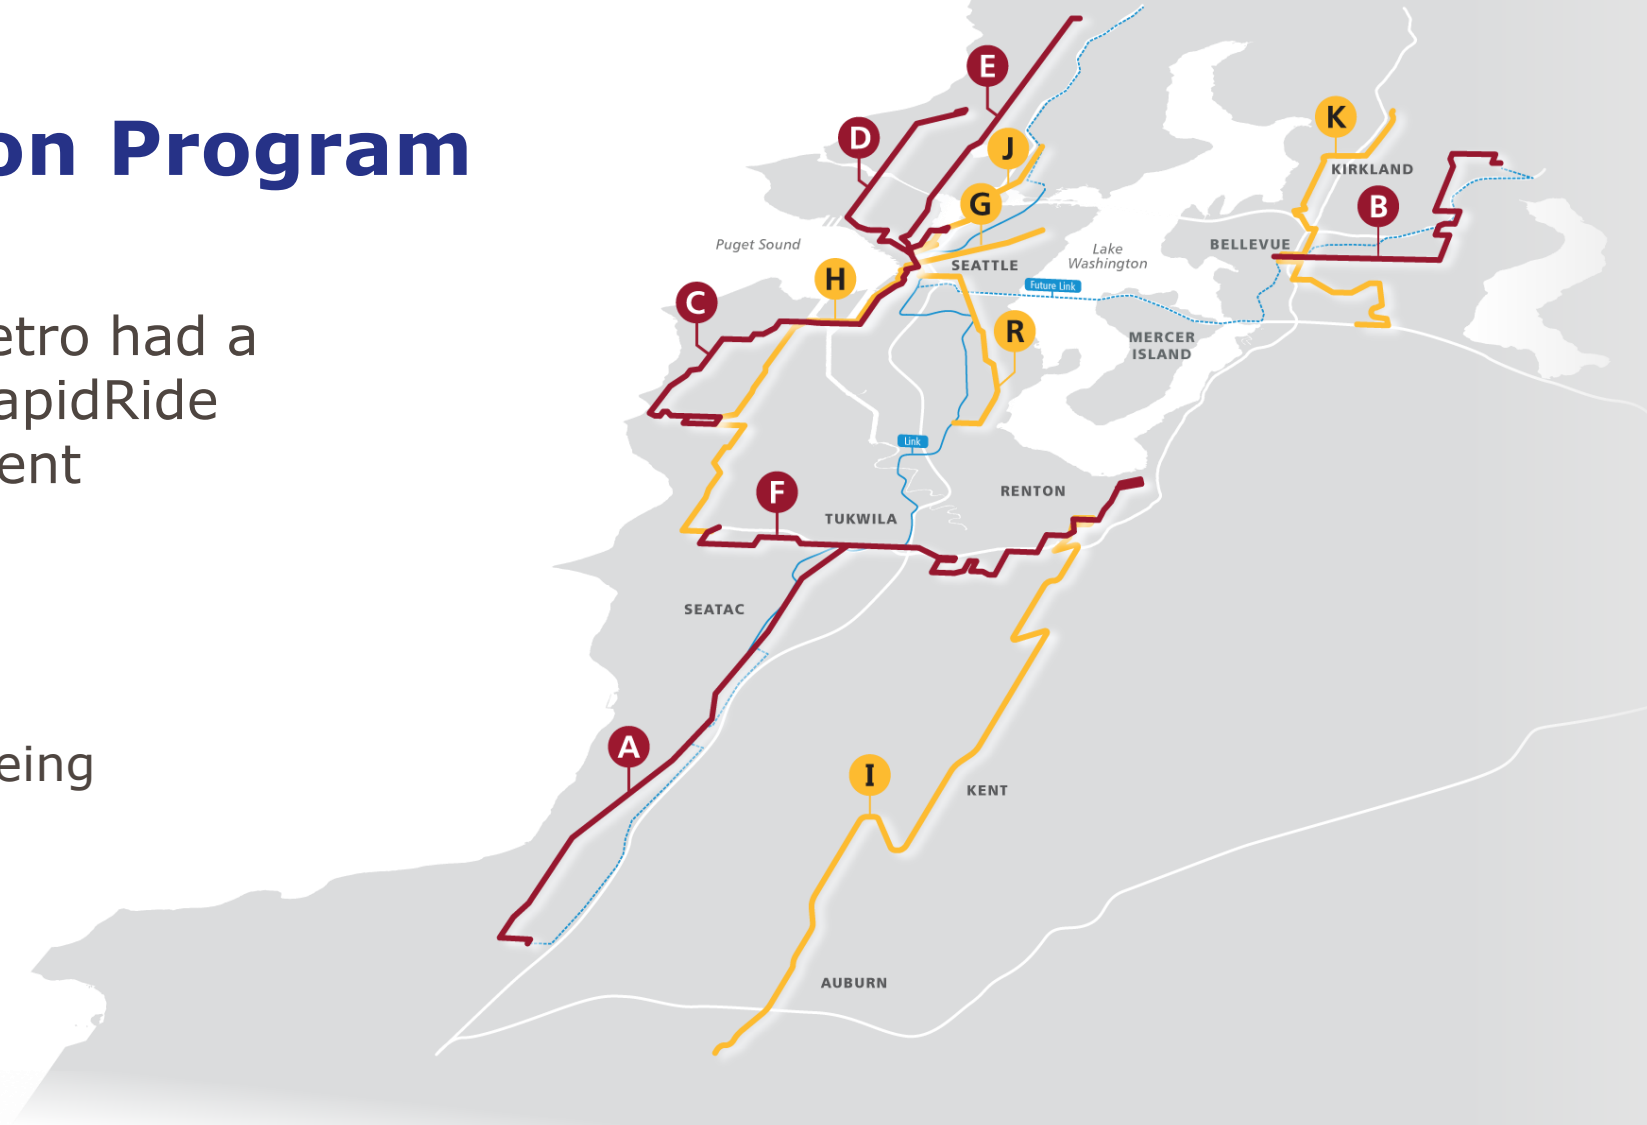 on Program
etro had a
apidRide
ent
eing
E
D
J
K
KIRKLAND
G
B
Puget Sound
BELLEVUE
Lake
Washington
SEATTLE
H
Future Link
C
R
MERCER
ISLAND
Link
F
RENTON
TUKWILA
SEATAC
A
I
KENT
AUBURN